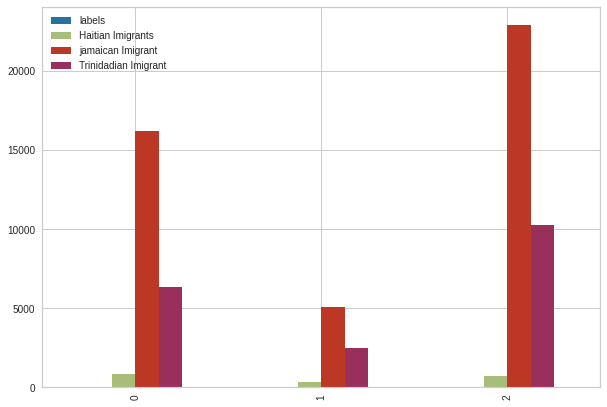 labels
Haitian Imigrants
jamaican Imigrant
Trinidadian Imigrant
20000
15000
10000
5000
0
0
1
2